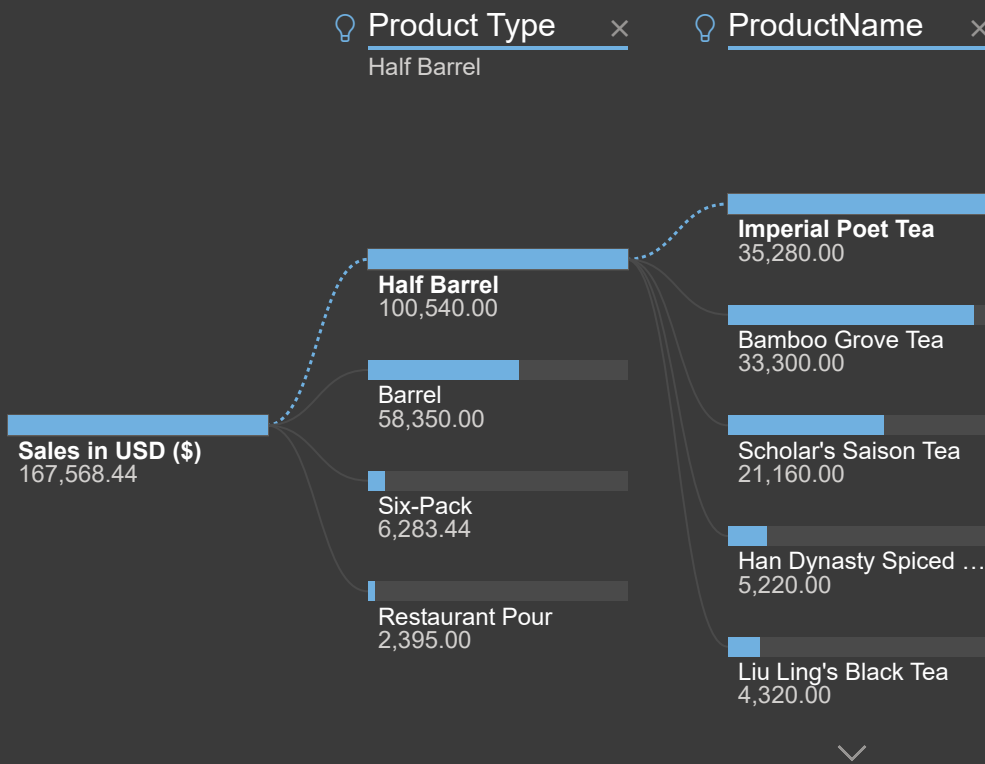 Product Type
ProductName
Half Barrel
Sales in USD ($)
167,568.44
Half Barrel
100,540.00
Barrel
58,350.00
Six-Pack
6,283.44
Restaurant Pour
2,395.00
Imperial Poet Tea
35,280.00
Bamboo Grove Tea
33,300.00
Scholar's Saison Tea
21,160.00
Han Dynasty Spiced …
5,220.00
Liu Ling's Black Tea
4,320.00